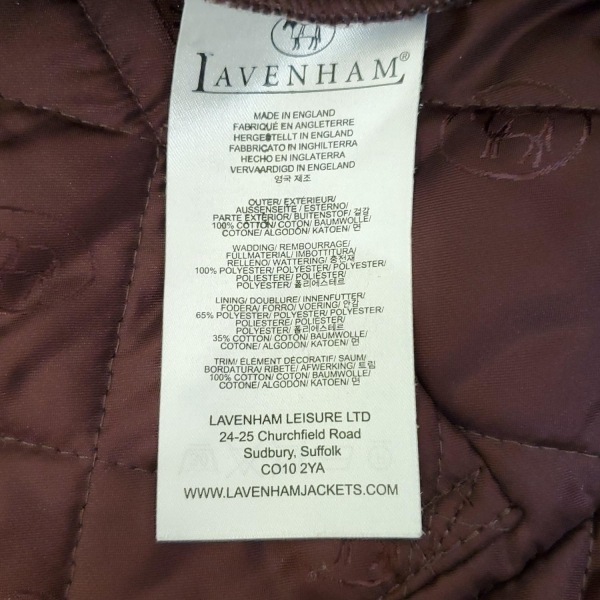 LAVENHAM®
MADE IN ENGLAND
FABRIQUÉ EN ANGLETERRE
HERGESTELLT IN ENGLAND
FABBRICATO IN INGHILTERRA
HECHO EN INGLATERRA
VERVAARDIGD IN ENGELAND
영국 제조
OUTER/ EXTÉRIEUR/
AUSSENSEITE / ESTERNO/
PARTE EXTERIOR/ BUITENSTOF/ 겉감
100% COTTON/ COTON/ BAUMWOLLE/
COTONE/ ALGODÓN/ KATOEN/ 면
WADDING/ REMBOURRAGE/
FÜLLMATERIAL/ IMBOTTITURA/
RELLENO/ WATTERING/ 충전재
100% POLYESTER/ POLYESTER/ POLYESTER/
POLIESTERE/ POLIÉSTER/
POLYESTER/ 폴리에스테르
LINING/ DOUBLURE/ INNENFUTTER/
FODERA/ FORRO/ VOERING/ 안감
65% POLYESTER/ POLYESTER/ POLYESTER/
POLIESTERE/ POLIÉSTER/
POLYESTER/ 폴리에스테르
35% COTTON/ COTON/ BAUMWOLLE/
COTONE/ ALGODÓN/ KATOEN/ 면
TRIM/ ÉLÉMENT DÉCORATIF/ SAUM/
BORDATURA/ RIBETE/ AFWERKING/ 트림
100% COTTON/ COTON/ BAUMWOLLE/
COTONE/ ALGODÓN/ KATOEN/ 면
LAVENHAM LEISURE LTD
24-25 Churchfield Road
Sudbury, Suffolk
CO10 2YA
WWW.LAVENHAMJACKETS.COM